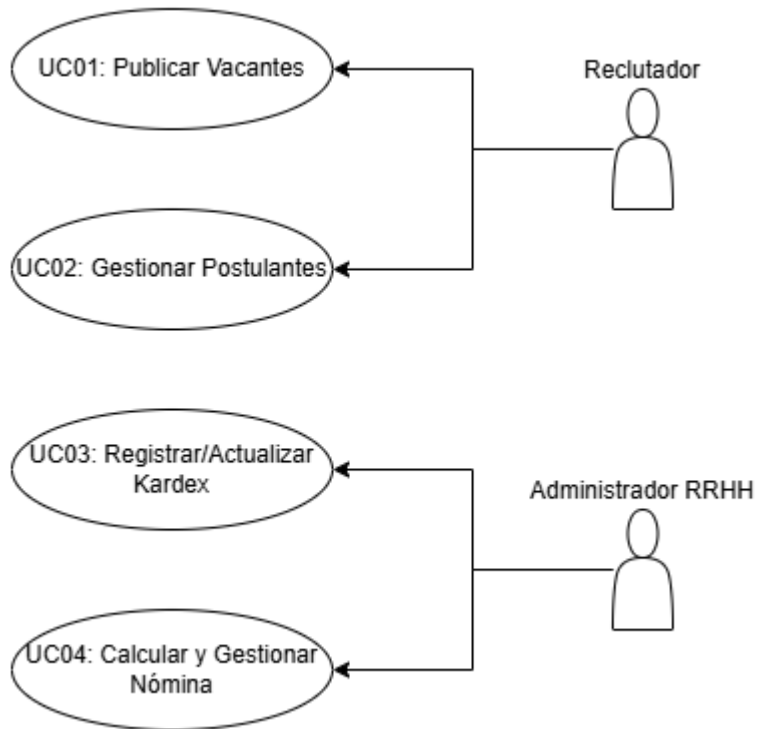 UC01: Publicar Vacantes
Reclutador
UC02: Gestionar Postulantes
UC03: Registrar/Actualizar
Kardex
Administrador RRHH
UC04: Calcular y Gestionar
Nómina